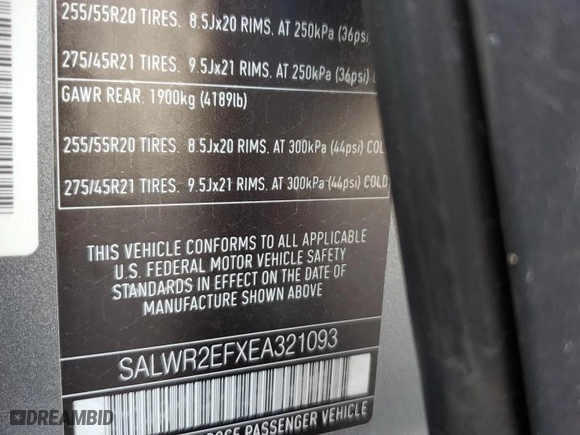 255/55R20 TIRES. 8.5Jx20 RIMS. AT 250kPa (36psi
275/45R21 TIRES. 9.5Jx21 RIMS. AT 250kPa (36psi)
GAWR REAR: 1900kg (4189lb)
255/55R20 TIRES. 8.5Jx20 RIMS. AT 300kPa (44psi) COL
275/45R21 TIRES. 9.5Jx21 RIMS. AT 300kPa (44psi) COLD
THIS VEHICLE CONFORMS TO ALL APPLICABLE
U.S. FEDERAL MOTOR VEHICLE SAFETY
STANDARDS IN EFFECT ON THE DATE OF
MANUFACTURE SHOWN ABOVE
SALWR2EFXEA321093
PASSENGER VEHICLE
DREAMBID